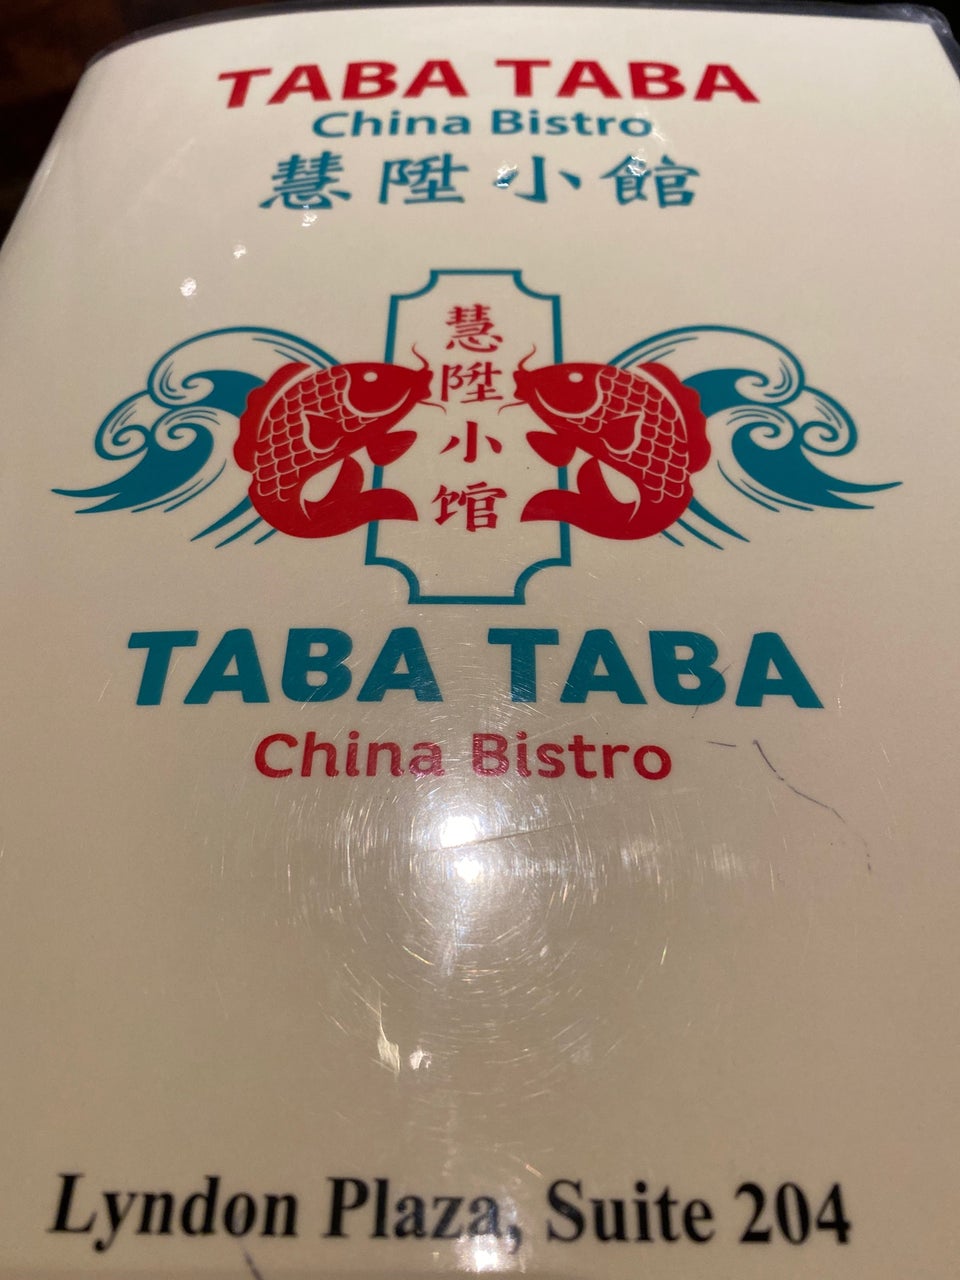 TABA TABA
China Bistro
慧陞小館
慧
陞
小
馆
TABA TABA
China Bistro
Lyndon Plaza, Suite 204